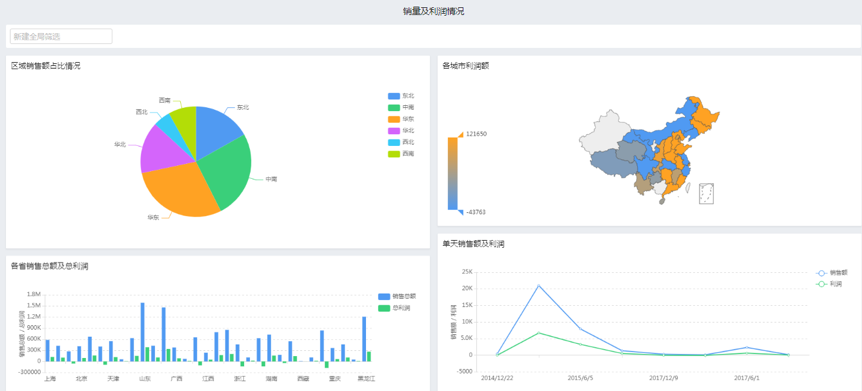 销量及利润情况
新建全局筛选
区域销售额占比情况
东北
中南
华东
华北
西北
西南
东北
中南
华东
华北
西北
西南
各城市利润额
121650
-43763
各省销售总额及总利润
销售总额 / 总利润
1.8M
1.5M
1.2M
900K
600K
300K
0
-300000
上海
北京
天津
山东
广西
江西
浙江
海南
西藏
重庆
黑龙江
销售总额
总利润
单天销售额及利润
销售额 / 利润
25K
20K
15K
10K
5K
0
-5000
2014/12/22
2015/6/5
2017/12/9
2017/6/1
销售额
利润